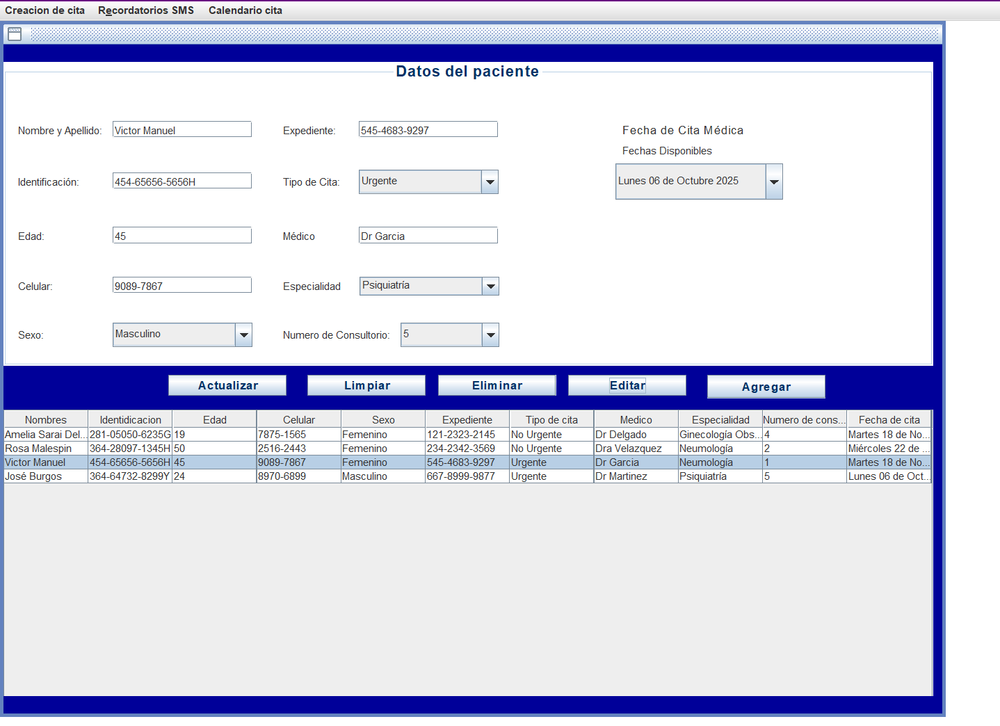 Creacion de cita Recordatorios SMS Calendario cita
Datos del paciente
Nombre y Apellido: Victor Manuel Expediente: 545-4683-9297 Fecha de Cita Médica
Fechas Disponibles
Identificación: 454-65656-5656H Tipo de Cita: Urgente Lunes 06 de Octubre 2025
Edad: 45 Médico Dr Garcia
Celular: 9089-7867 Especialidad Psiquiatría
Sexo: Masculino Numero de Consultorio: 5
Actualizar Limpiar Eliminar Editar Agregar
Nombres Identidicacion Edad Celular Sexo Expediente Tipo de cita Medico Especialidad Numero de cons... Fecha de cita
Amelia Sarai Del... 281-05050-6235G 19 7875-1565 Femenino 121-2323-2145 No Urgente Dr Delgado Ginecología Obs... 4 Martes 18 de No...
Rosa Malespin 364-28097-1345H 50 2516-2443 Femenino 234-2342-3569 No Urgente Dra Velazquez Neumología 2 Miércoles 22 de ...
Victor Manuel 454-65656-5656H 45 9089-7867 Femenino 545-4683-9297 Urgente Dr Garcia Neumología 1 Martes 18 de No...
José Burgos 364-64732-8299Y 24 8970-6899 Masculino 667-8999-9877 Urgente Dr Martinez Psiquiatría 5 Lunes 06 de Oct...